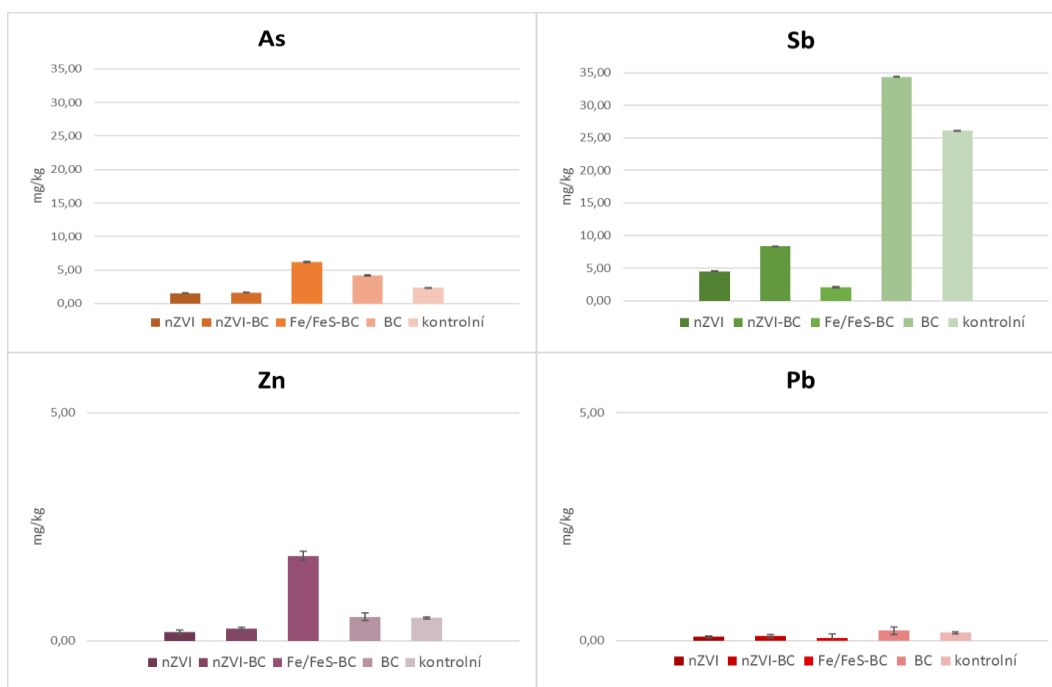 As
35,00
30,00
25,00
20,00
15,00
10,00
5,00
0,00
mg/kg
nZVI nZVI-BC Fe/FeS-BC BC kontrolní
Sb
35,00
30,00
25,00
20,00
15,00
10,00
5,00
0,00
mg/kg
nZVI nZVI-BC Fe/FeS-BC BC kontrolní
Zn
5,00
0,00
mg/kg
nZVI nZVI-BC Fe/FeS-BC BC kontrolní
Pb
5,00
0,00
mg/kg
nZVI nZVI-BC Fe/FeS-BC BC kontrolní